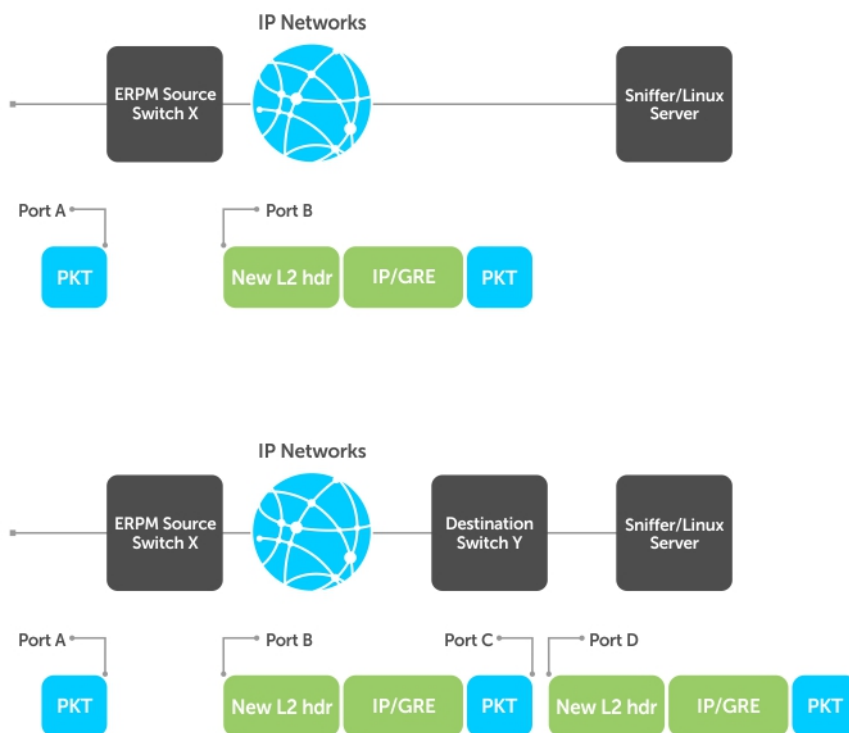 IP Networks
ERPM Source
Switch X
Sniffer/Linux
Server
Port A
Port B
PKT
New L2 hdr
IP/GRE
PKT
IP Networks
ERPM Source
Switch X
Destination
Switch Y
Sniffer/Linux
Server
Port A
Port B
Port C
Port D
PKT
New L2 hdr
IP/GRE
PKT
New L2 hdr
IP/GRE
PKT